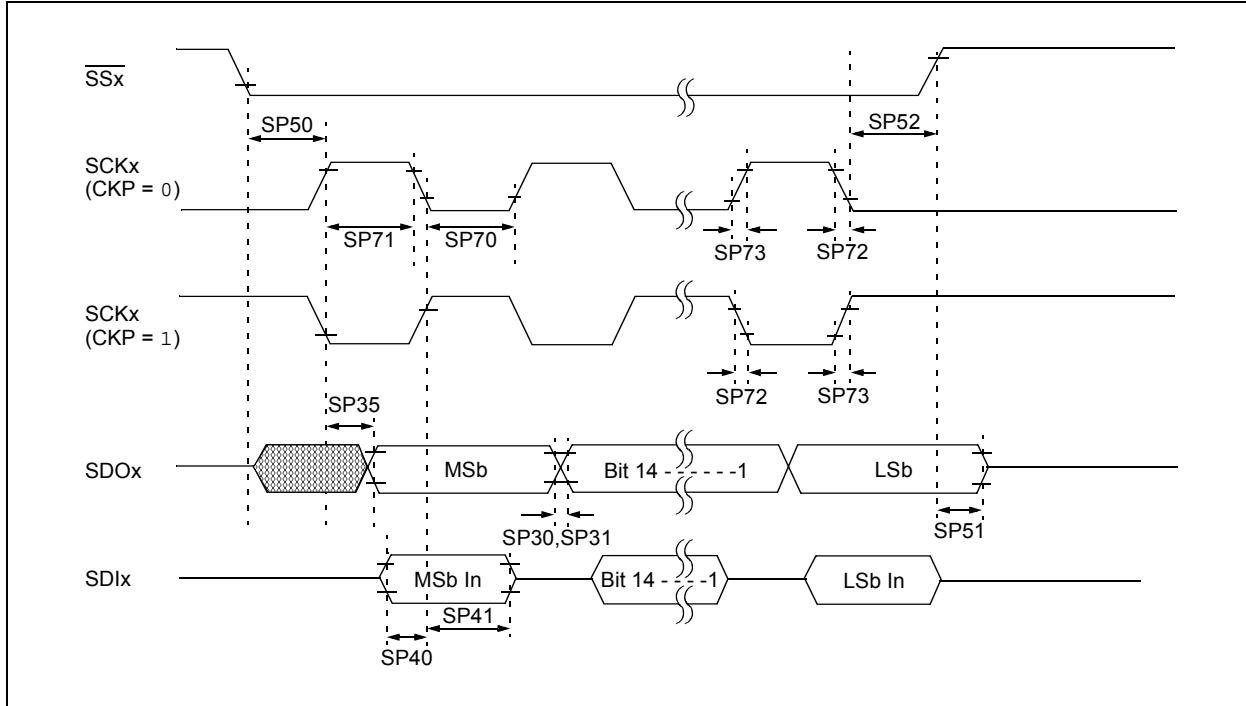 SSx
SP50
SP52
SCKx
(CKP = 0)
SP71
SP70
SP73
SP72
SCKx
(CKP = 1)
SP72
SP73
SP35
SDOx
MSb
Bit 14 - - - - - -1
LSb
SP30,SP31
SP51
SDIx
MSb In
Bit 14 - - - -1
LSb In
SP41
SP40